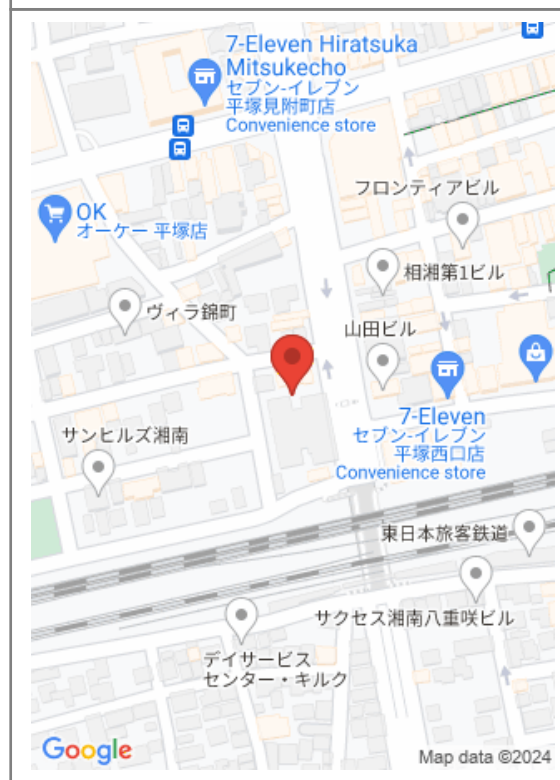 7-Eleven Hiratsuka
Mitsukecho
セブン-イレブン
平塚見附町店
Convenience store
フロンティアビル
OK
オーケー 平塚店
相湘第1ビル
ヴィラ錦町
山田ビル
7-Eleven
セブン-イレブン
平塚西口店
Convenience store
サンヒルズ湘南
東日本旅客鉄道
サクセス湘南八重咲ビル
デイサービス
センター・キルク
Google
Map data ©2024